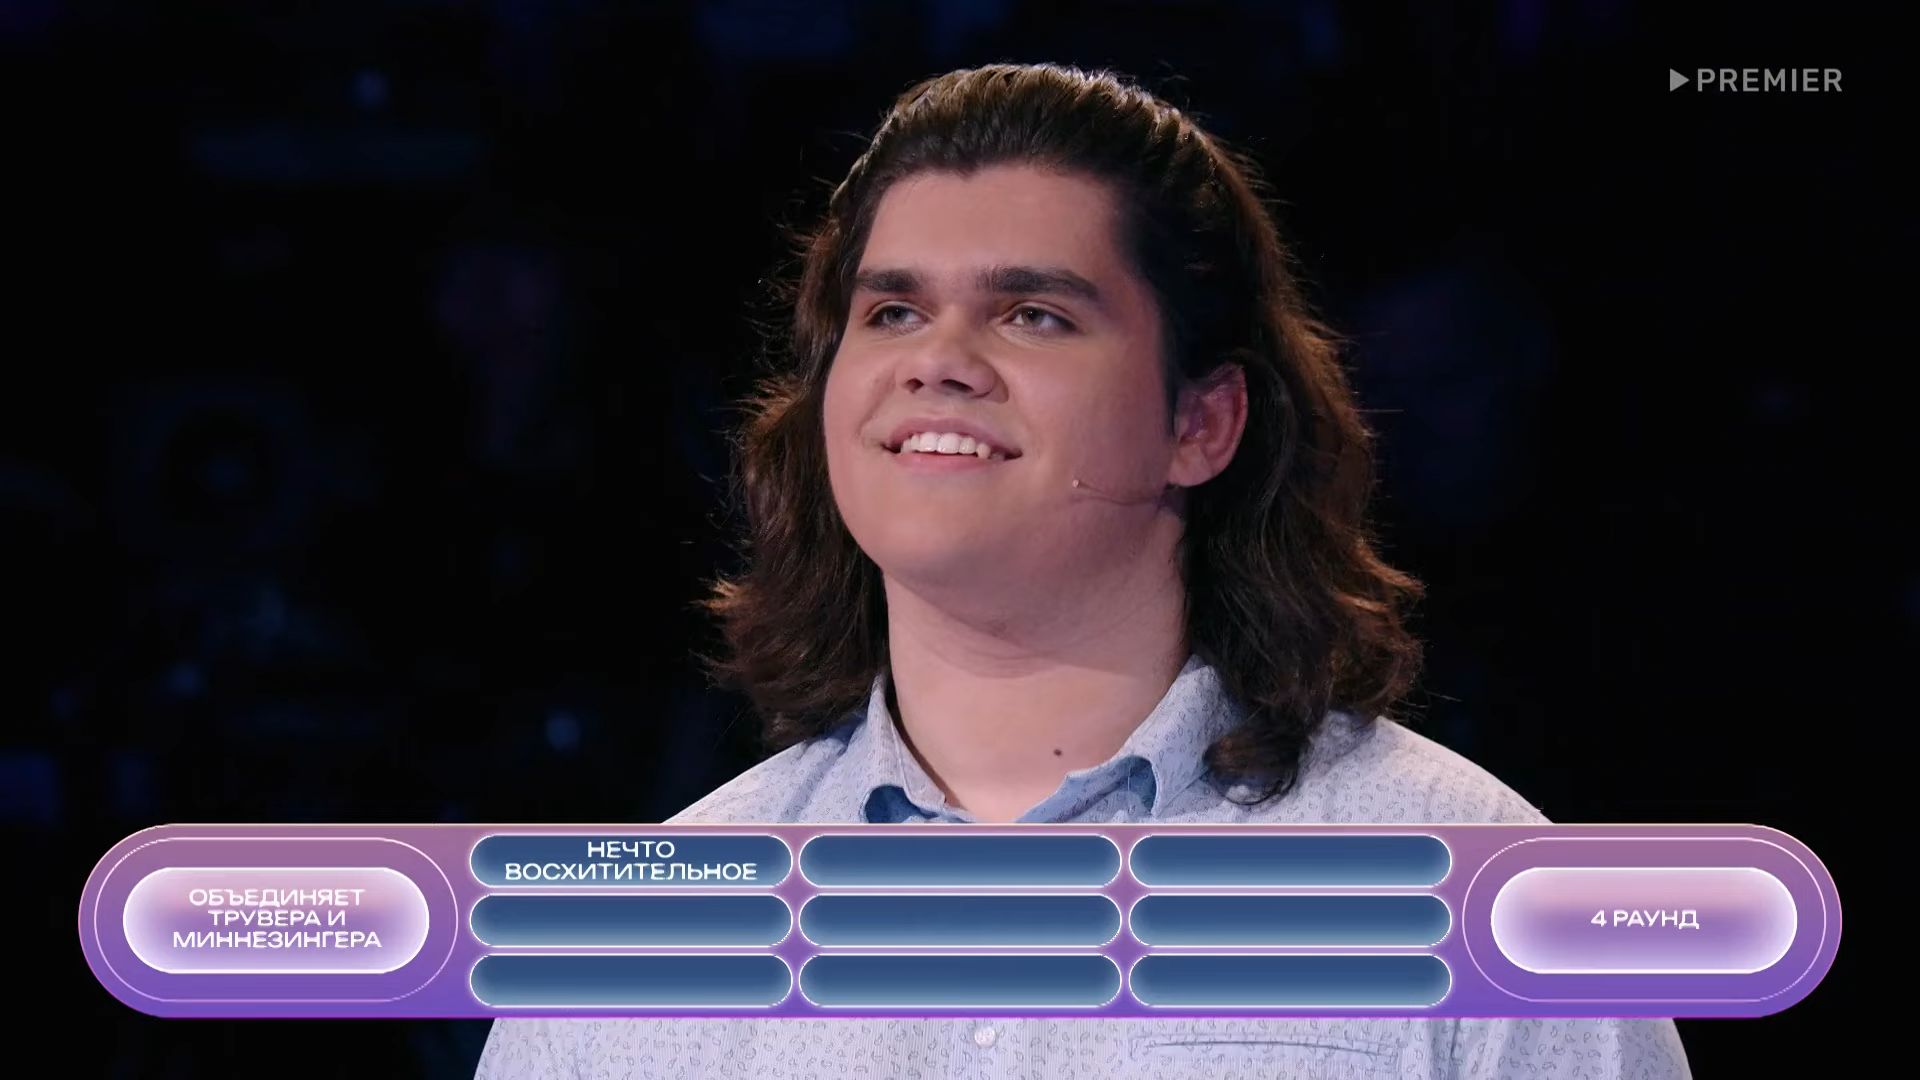 PREMIER
ОБЪЕДИНЯЕТ
ТРУВЕРА И
МИННЕЗИНГЕРА
НЕЧТО
ВОСХИТИТЕЛЬНОЕ
4 РАУНД